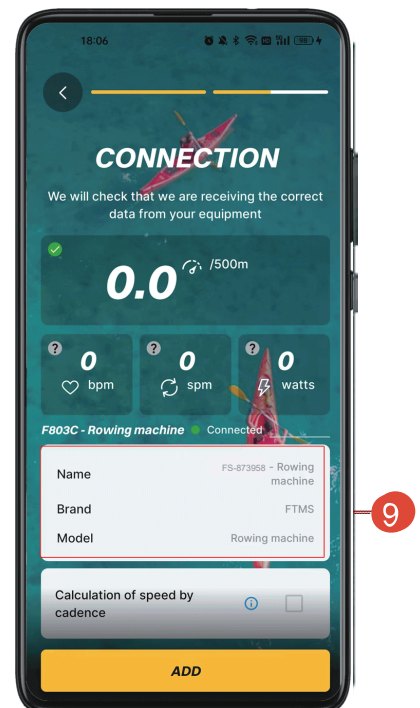 18:06
CONNECTION
We will check that we are receiving the correct
data from your equipment
0.0 /500m
? 0 bpm
? 0 spm
? 0 watts
F803C - Rowing machine Connected
Name FS-873958 - Rowing
machine
Brand FTMS
Model Rowing machine
9
Calculation of speed by
cadence
ADD